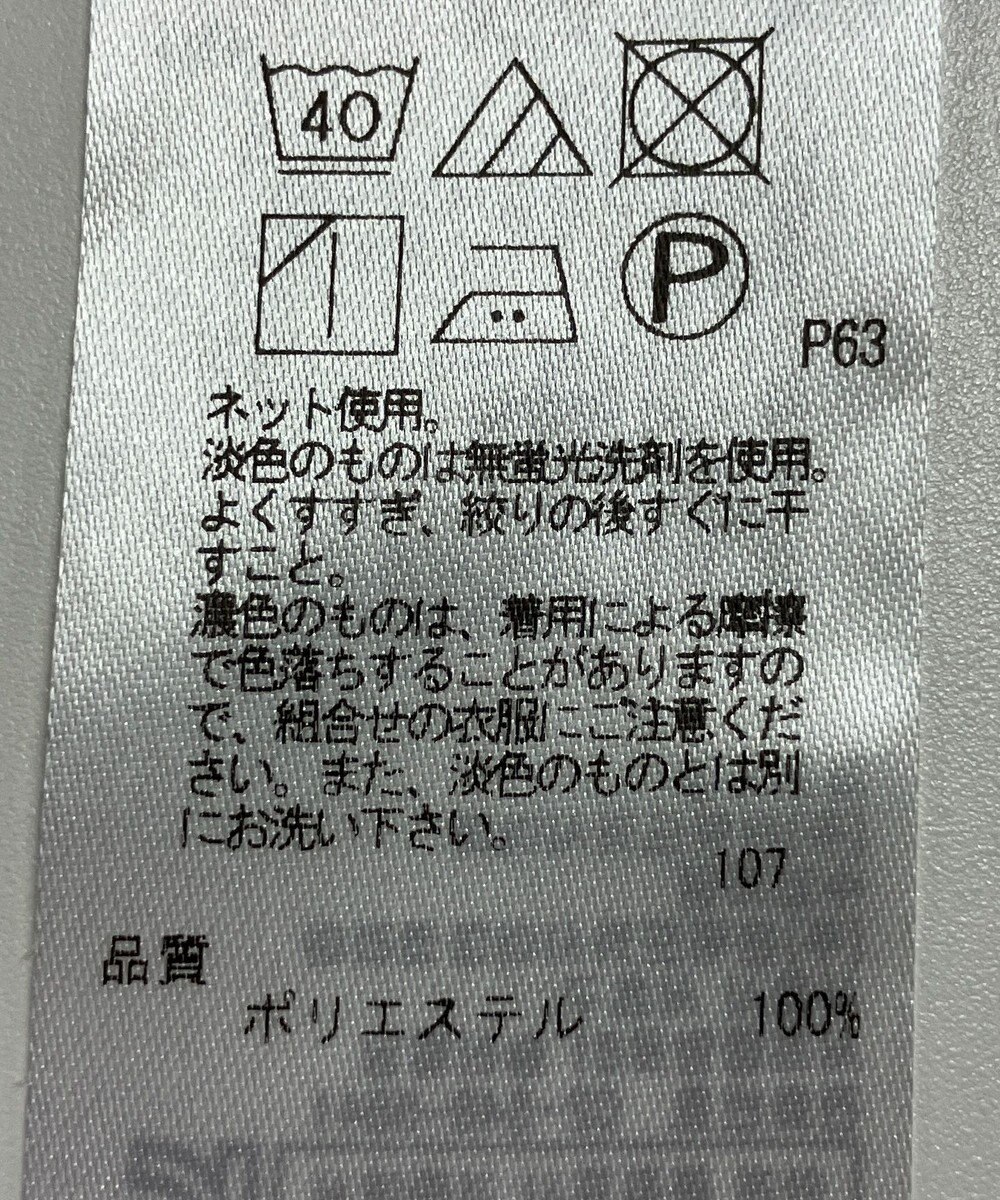 40
P
P63
ネット使用。
淡色のものは無蛍光洗剤を使用。
よくすすぎ、絞りの後すぐに干
すこと。
濃色のものは、着用による摩擦
で色落ちすることがありますの
で、組合せの衣服にご注意くだ
さい。また、淡色のものとは別
にお洗い下さい。
107
品質
ポリエステル 100%